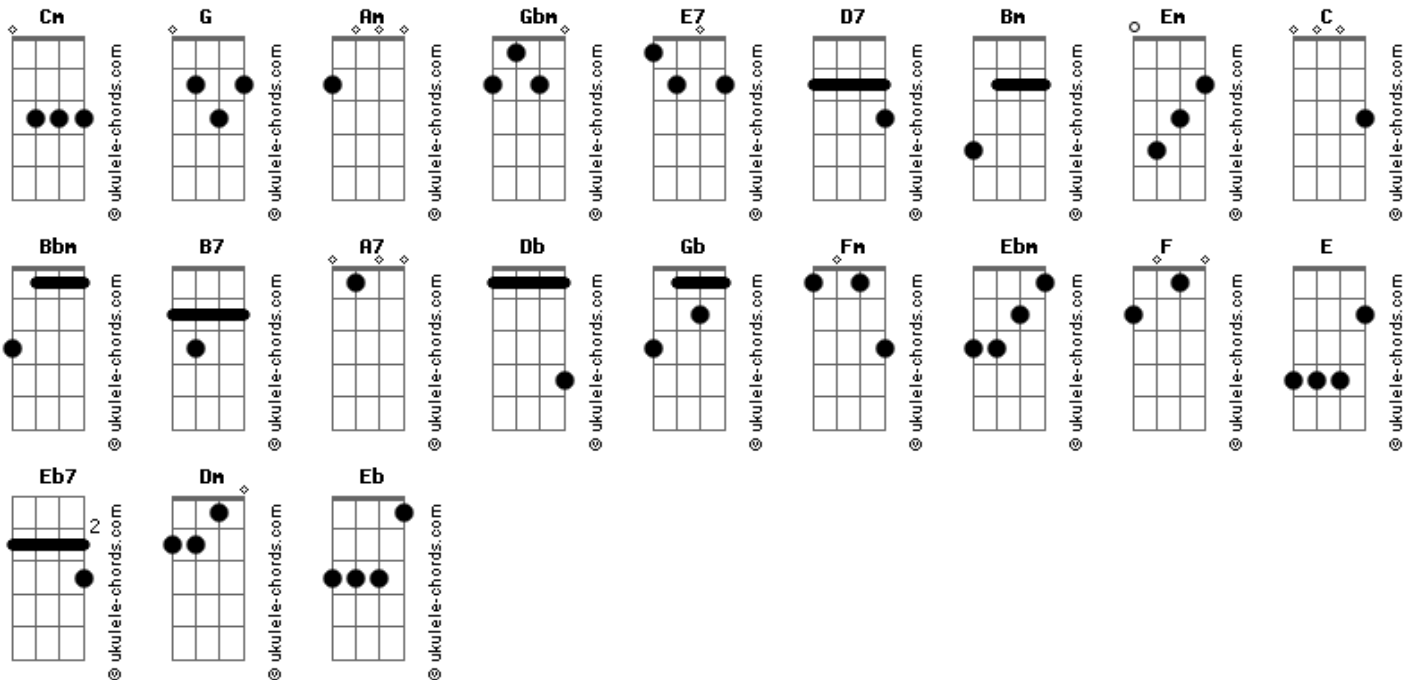 Cm G Am Gbm E7 D7 Bm Em C
© ukulele-chords.com © ukulele-chords.com © ukulele-chords.com © ukulele-chords.com © ukulele-chords.com © ukulele-chords.com © ukulele-chords.com © ukulele-chords.com © ukulele-chords.com
Bbm B7 A7 Db Gb Fm Ebm F E
© ukulele-chords.com © ukulele-chords.com © ukulele-chords.com © ukulele-chords.com © ukulele-chords.com © ukulele-chords.com © ukulele-chords.com © ukulele-chords.com © ukulele-chords.com
Eb7 Dm Eb
2
© ukulele-chords.com © ukulele-chords.com © ukulele-chords.com